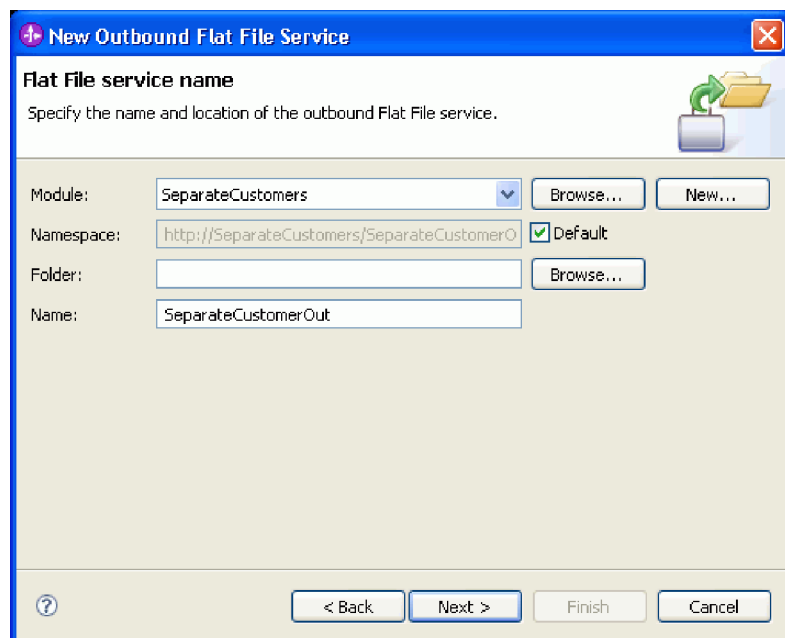 New Outbound Flat File Service
Flat File service name
Specify the name and location of the outbound Flat File service.
Module: SeparateCustomers Browse... New...
Namespace: http://SeparateCustomers/SeparateCustomerO Default
Folder: Browse...
Name: SeparateCustomerOut
? < Back Next > Finish Cancel